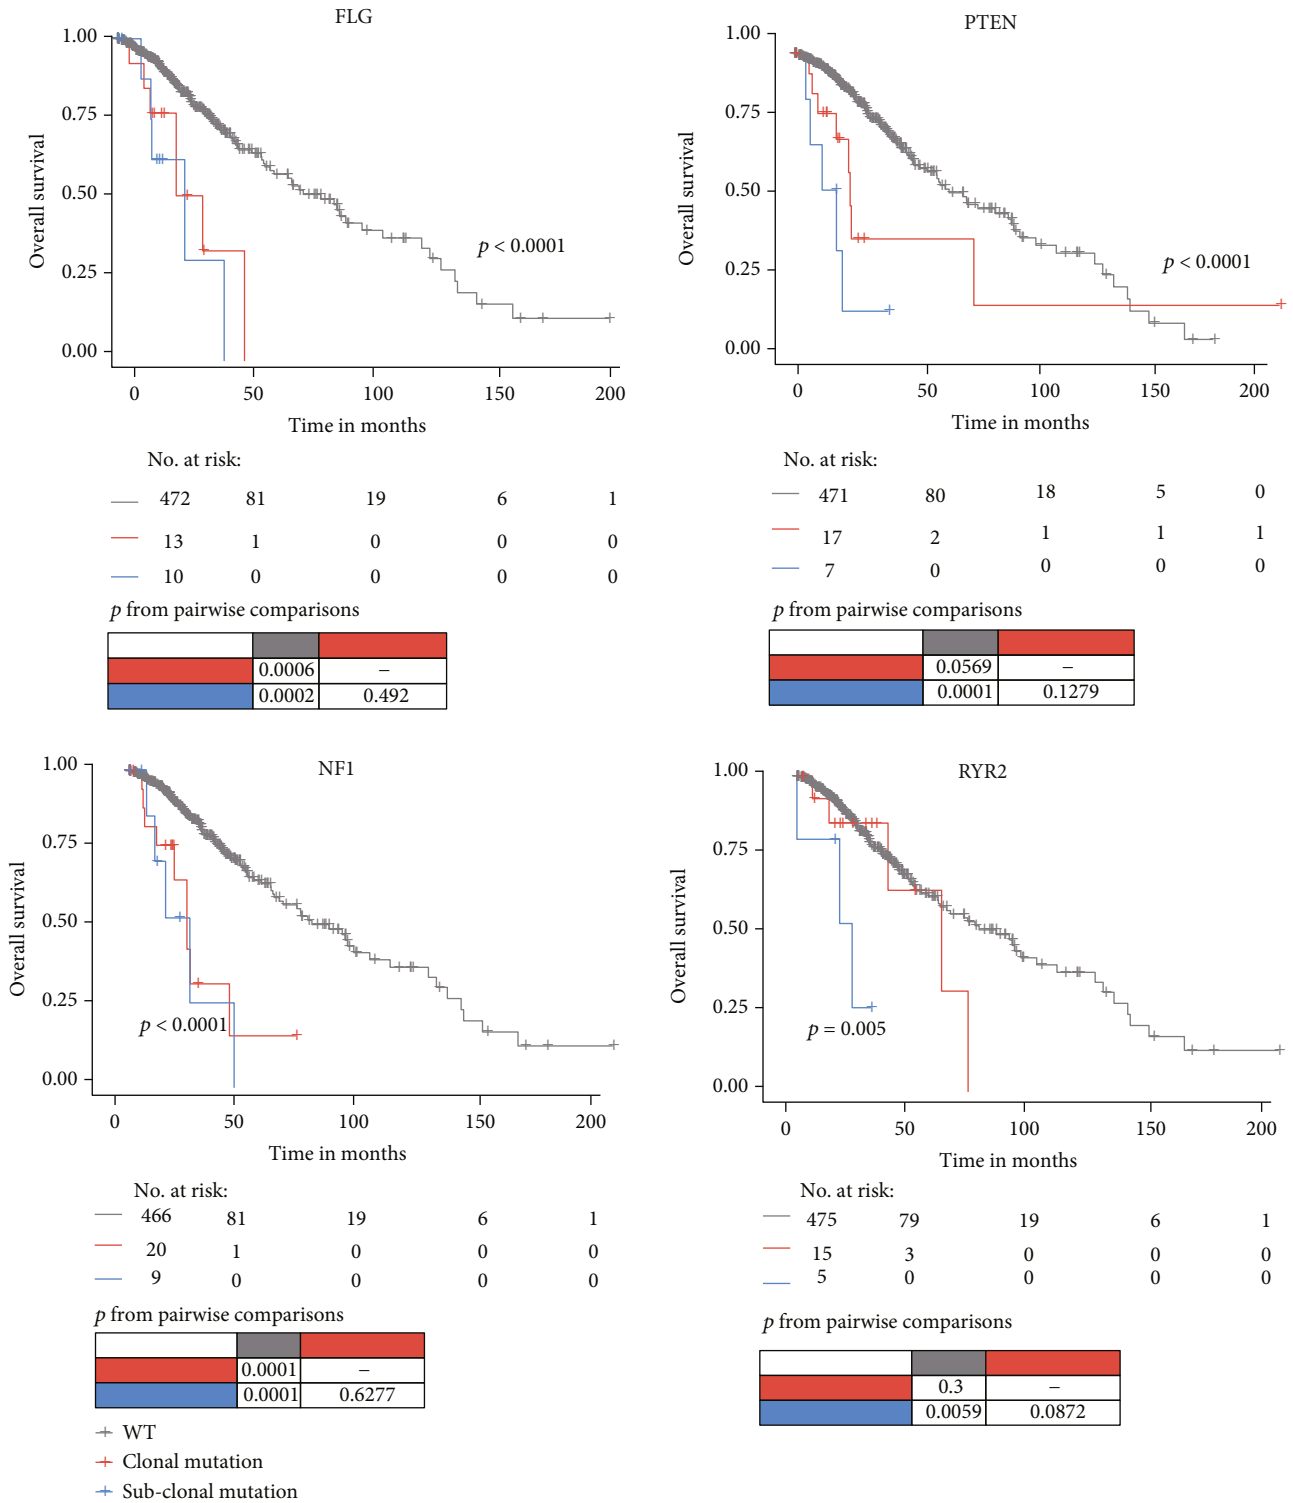 FLG
1.00
0.75
0.50
0.25
0.00
Overall survival
p < 0.0001
0 50 100 150 200
Time in months
No. at risk:
472 81 19 6 1
13 1 0 0 0
10 0 0 0 0
p from pairwise comparisons
0.0006 –
0.0002 0.492
PTEN
1.00
0.75
0.50
0.25
0.00
Overall survival
p < 0.0001
0 50 100 150 200
Time in months
No. at risk:
471 80 18 5 0
17 2 1 1 1
7 0 0 0 0
p from pairwise comparisons
0.0569 –
0.0001 0.1279
NF1
1.00
0.75
0.50
0.25
0.00
Overall survival
p < 0.0001
0 50 100 150 200
Time in months
No. at risk:
466 81 19 6 1
20 1 0 0 0
9 0 0 0 0
p from pairwise comparisons
0.0001 –
0.0001 0.6277
RYR2
1.00
0.75
0.50
0.25
0.00
Overall survival
p = 0.005
0 50 100 150 200
Time in months
No. at risk:
475 79 19 6 1
15 3 0 0 0
5 0 0 0 0
p from pairwise comparisons
0.3 –
0.0059 0.0872
WT
Clonal mutation
Sub-clonal mutation